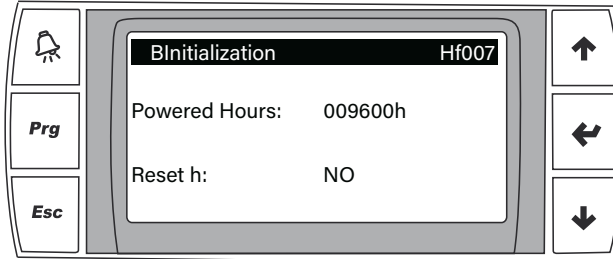 BInitialization Hf007
Prg
Powered Hours: 009600h
Reset h: NO
Esc